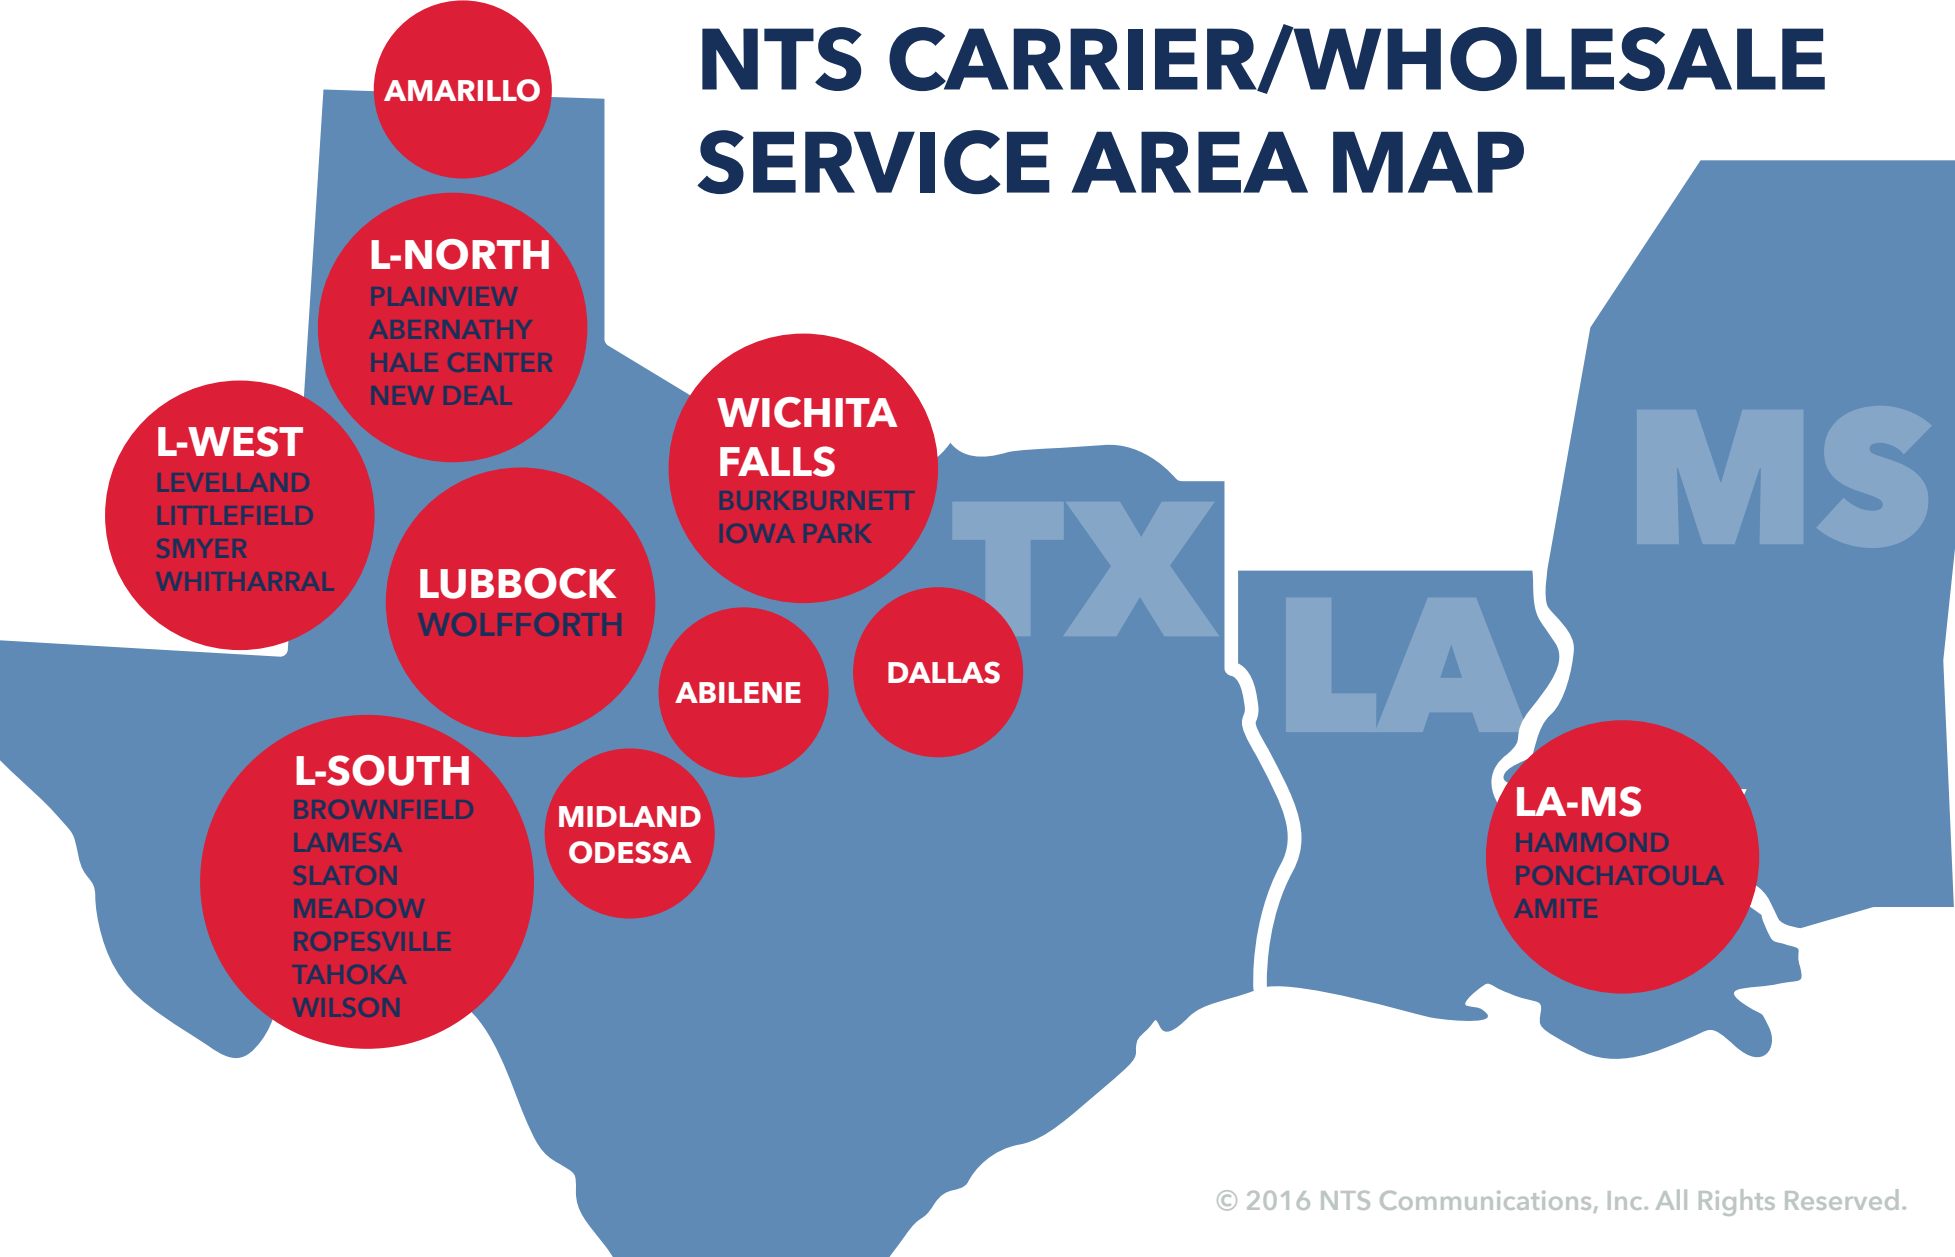 NTS CARRIER/WHOLESALE
SERVICE AREA MAP
AMARILLO
L-NORTH
PLAINVIEW
ABERNATHY
HALE CENTER
NEW DEAL
L-WEST
LEVELLAND
LITTLEFIELD
SMYER
WHITHARRAL
WICHITA
FALLS
BURKBURNETT
IOWA PARK
LUBBOCK
WOLFFORTH
ABILENE
DALLAS
TX
LA
MS
L-SOUTH
BROWNFIELD
LAMESA
SLATON
MEADOW
ROPESVILLE
TAHOKA
WILSON
MIDLAND
ODESSA
LA-MS
HAMMOND
PONCHATOULA
AMITE
© 2016 NTS Communications, Inc. All Rights Reserved.